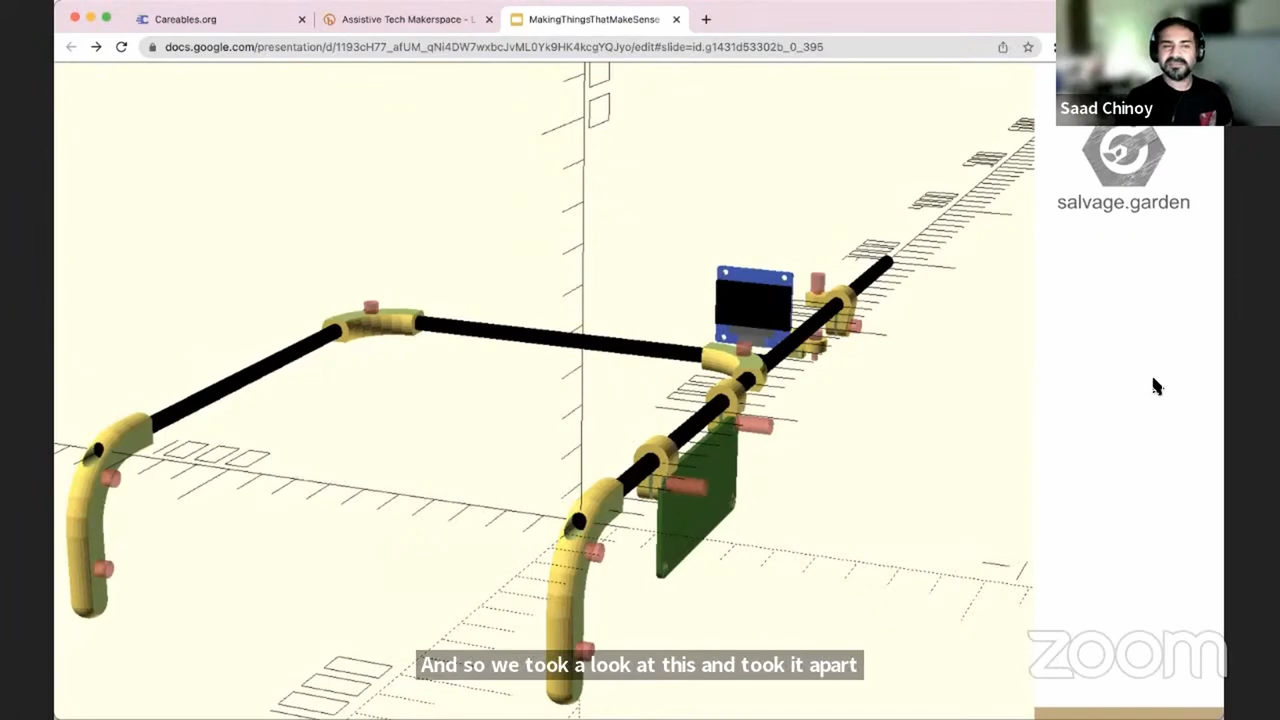 Careables.org
Assistive Tech Makerspace - L
MakingThingsThatMakeSense
docs.google.com/presentation/d/1193cH77_afUM_qNi4DW7wxbcJvML0Yk9HK4kcgYQJyo/edit#slide=id.g1431d53302b_0_395
Saad Chinoy
salvage.garden
zoom
And so we took a look at this and took it apart